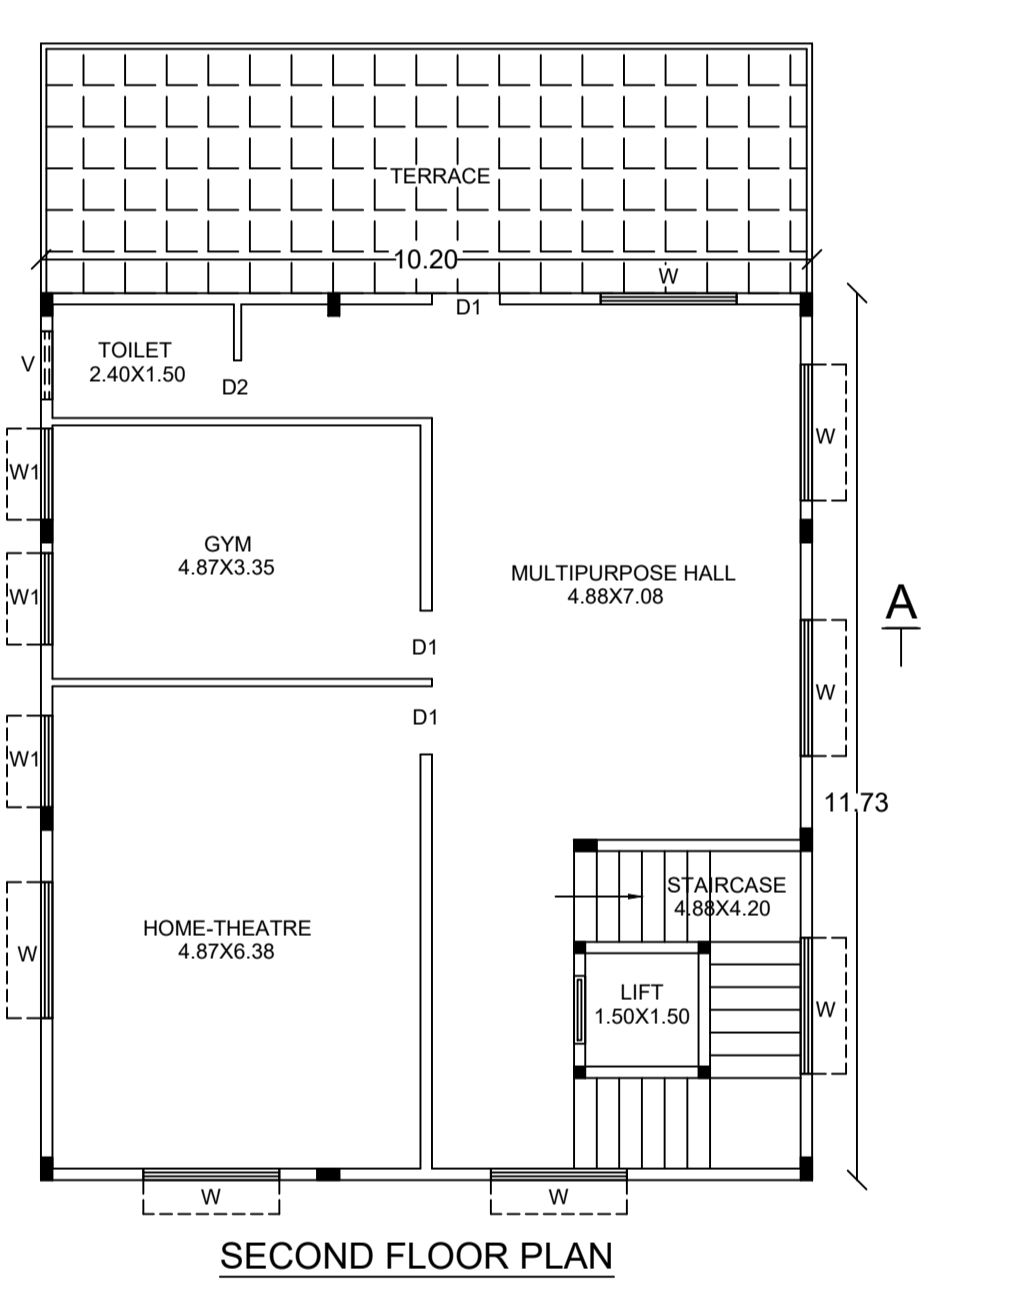 TERRACE
10.20
W
D1
TOILET
2.40X1.50
V
D2
W
W1
GYM
4.87X3.35
MULTIPURPOSE HALL
4.88X7.08
W1
A
D1
W
D1
W1
11.73
STAIRCASE
4.88X4.20
HOME-THEATRE
4.87X6.38
W
LIFT
1.50X1.50
W
W
W
SECOND FLOOR PLAN